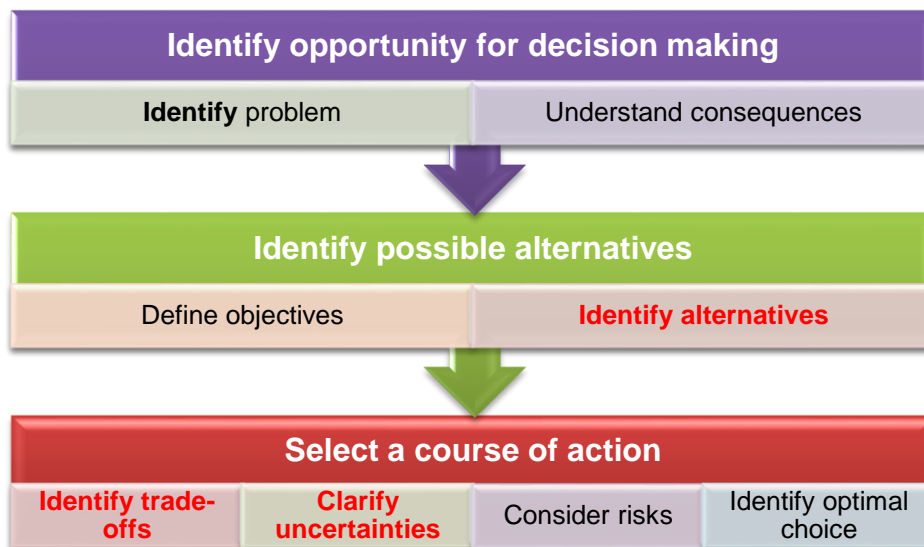 Identify opportunity for decision making
Identify problem
Understand consequences
Identify possible alternatives
Define objectives
Identify alternatives
Select a course of action
Identify trade-
offs
Clarify
uncertainties
Consider risks
Identify optimal
choice